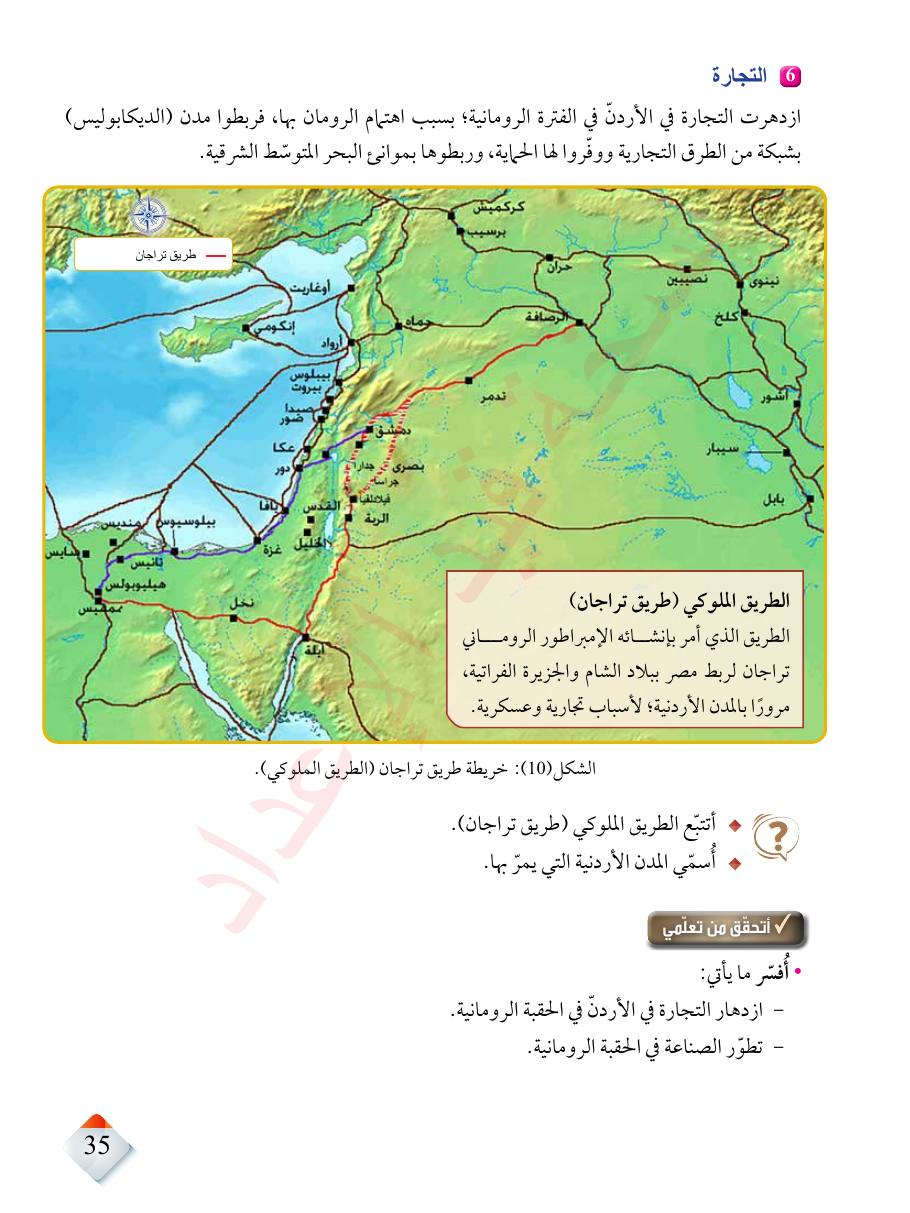 6 التجارة
ازدهرت التجارة في الأردنّ في الفترة الرومانية؛ بسبب اهتمام الرومان بها، فربطوا مدن (الديكابوليس)
بشبكة من الطرق التجارية ووفّروا لها الحماية، وربطوها بموانئ البحر المتوسّط الشرقية.
طريق تراجان
كركميش
برسيب
حران
نصيبين
نينوى
أوغاريت
كلخ
إنكومي
حماه
الرصافة
أرواد
بيبلوس
بيروت
تدمر
آشور
صيدا
صور
دمشق
عكا
سيبار
دور
جدارا
بصرى
جراسا
بابل
يافا
القدس
فيلادلفيا
الربة
منديس
بيلوسيوس
سايس
تانيس
غزة
الخليل
هيليوبولس
ممفيس
نخل
أيلة
الطريق الملوكي (طريق تراجان)
الطريق الذي أمر بإنشائه الإمبراطور الروماني
تراجان لربط مصر ببلاد الشام والجزيرة الفراتية،
مرورًا بالمدن الأردنية؛ لأسباب تجارية وعسكرية.
الشكل(10): خريطة طريق تراجان (الطريق الملوكي).
أتتبّع الطريق الملوكي (طريق تراجان).
أُسمّي المدن الأردنية التي يمرّ بها.
أتحقّق من تعلّمي
• أُفسّر ما يأتي:
– ازدهار التجارة في الأردنّ في الحقبة الرومانية.
– تطوّر الصناعة في الحقبة الرومانية.
35